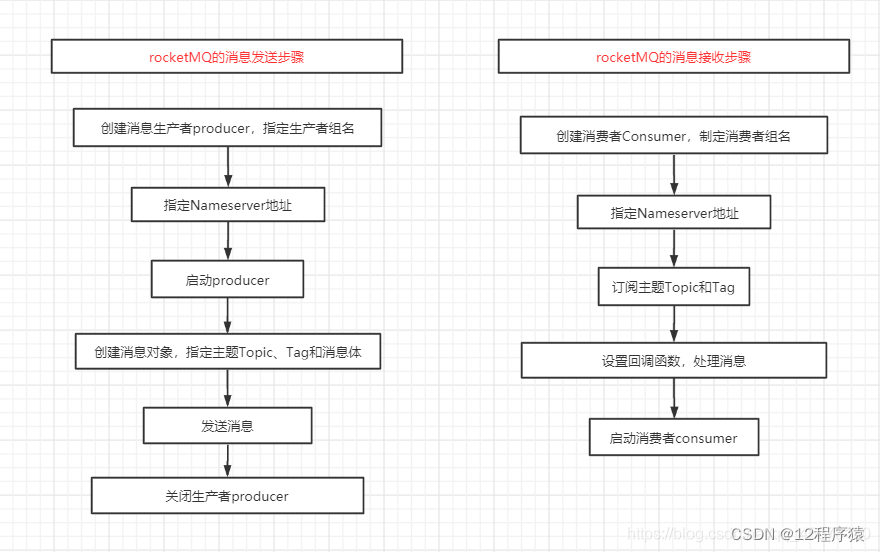 rocketMQ的消息发送步骤
创建消息生产者producer，指定生产者组名
指定Nameserver地址
启动producer
创建消息对象，指定主题Topic、Tag和消息体
发送消息
关闭生产者producer
rocketMQ的消息接收步骤
创建消费者Consumer，制定消费者组名
指定Nameserver地址
订阅主题Topic和Tag
设置回调函数，处理消息
启动消费者consumer
CSDN @12程序猿